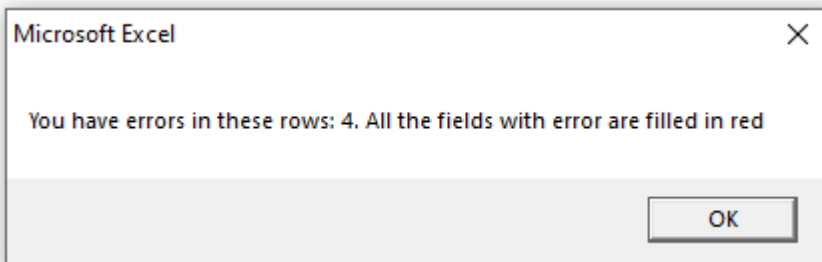 Microsoft Excel
You have errors in these rows: 4. All the fields with error are filled in red
OK